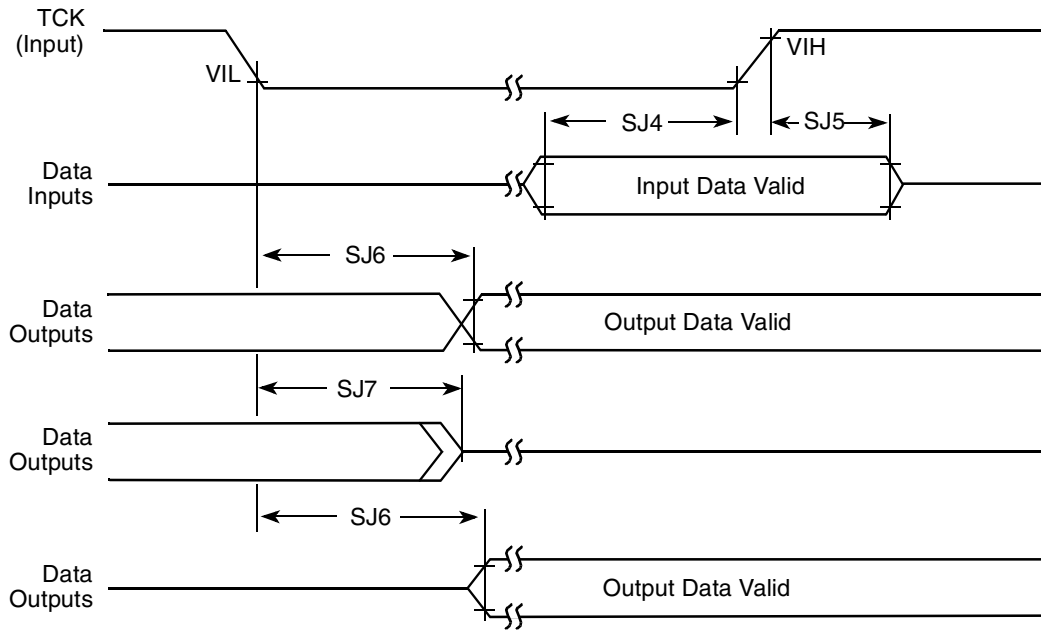 TCK
(Input)
VIL
VIH
SJ4
SJ5
Data
Inputs
Input Data Valid
SJ6
Data
Outputs
Output Data Valid
SJ7
Data
Outputs
SJ6
Data
Outputs
Output Data Valid